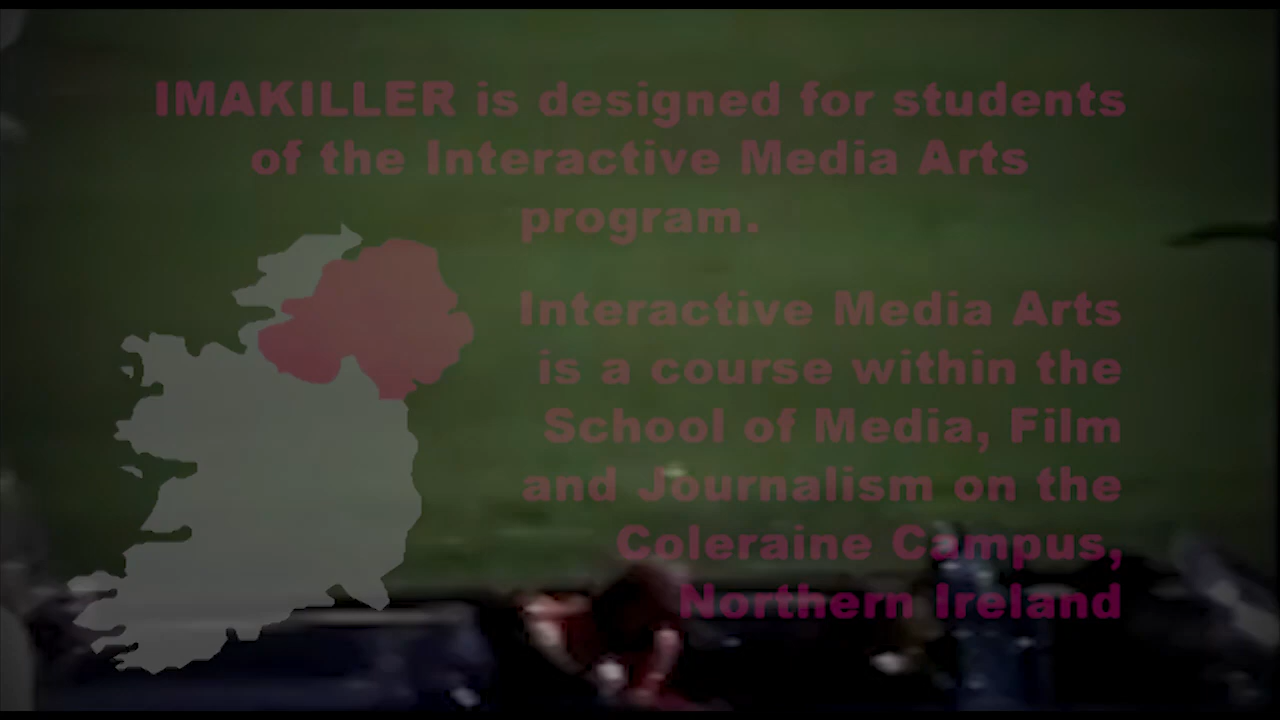 IMAKILLER is designed for students
of the Interactive Media Arts
program.
Interactive Media Arts
is a course within the
School of Media, Film
and Journalism on the
Coleraine Campus,
Northern Ireland